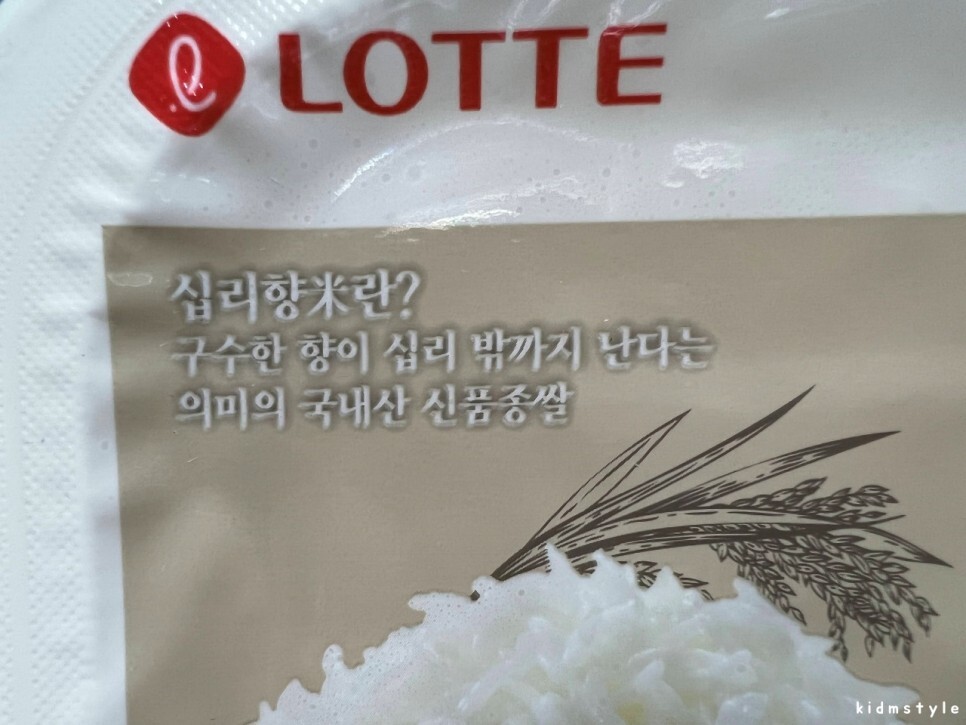 LOTTE
십리향米란?
구수한 향이 십리 밖까지 난다는
의미의 국내산 신품종쌀
kidmstyle